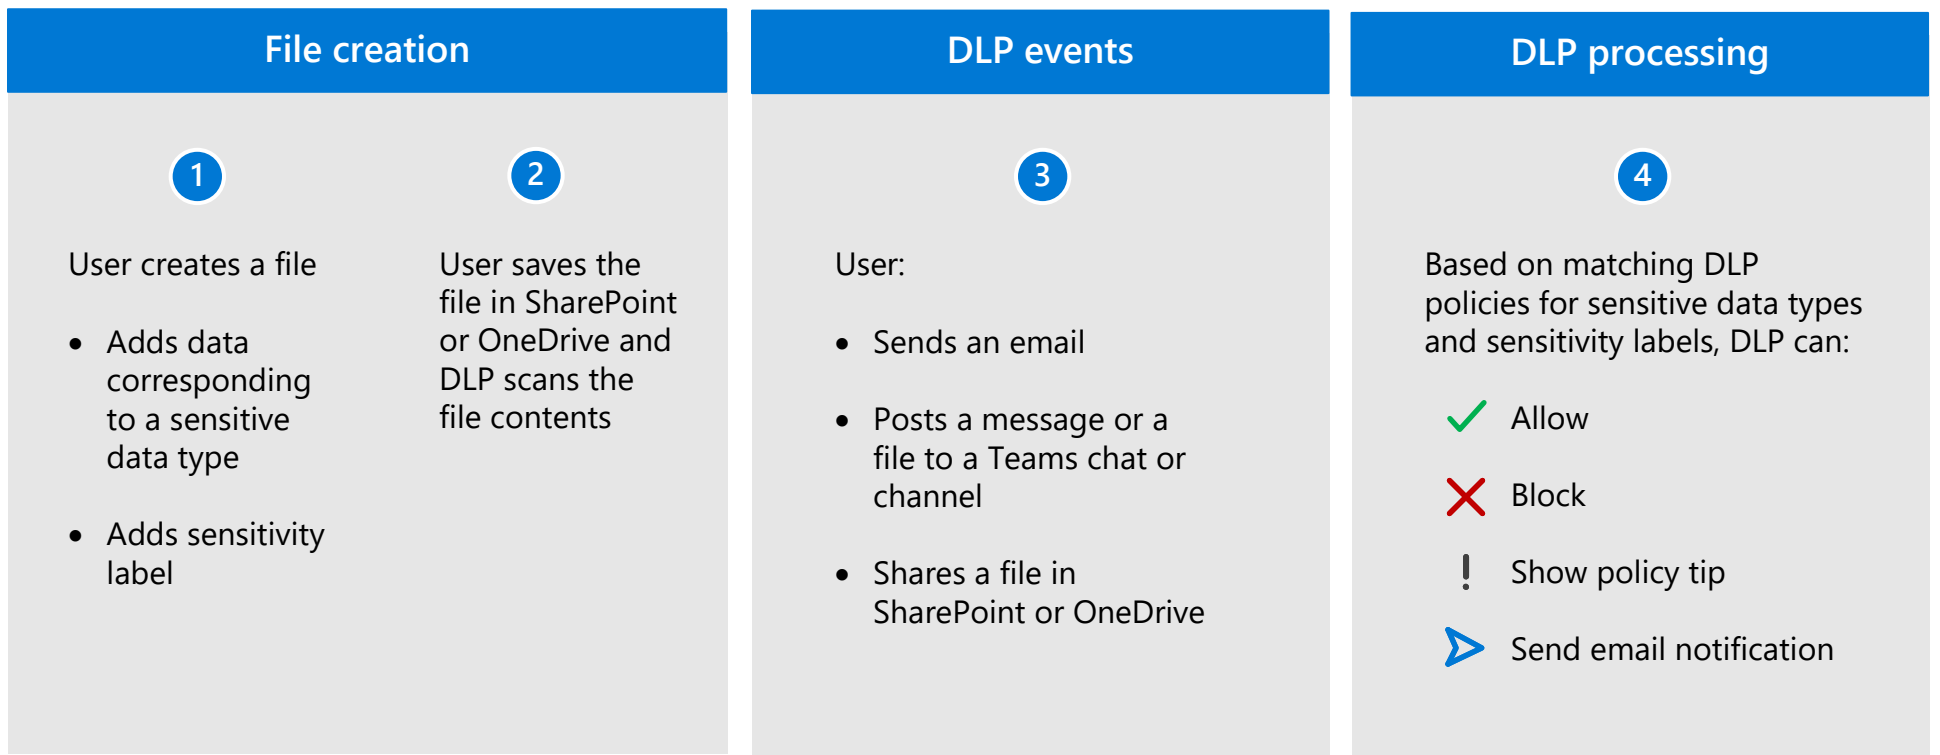 File creation
1
User creates a file
• Adds data
corresponding
to a sensitive
data type
• Adds sensitivity
label
2
User saves the
file in SharePoint
or OneDrive and
DLP scans the
file contents
DLP events
3
User:
• Sends an email
• Posts a message or a
file to a Teams chat or
channel
• Shares a file in
SharePoint or OneDrive
DLP processing
4
Based on matching DLP
policies for sensitive data types
and sensitivity labels, DLP can:
Allow
Block
Show policy tip
Send email notification